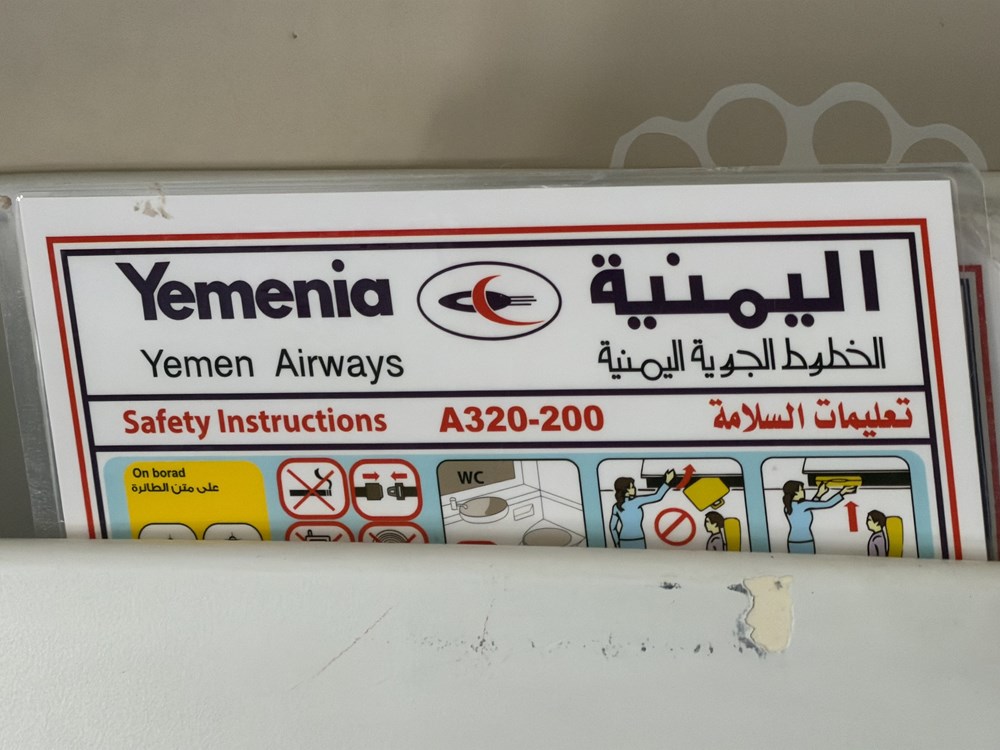 Yemenia
اليمنية
Yemen Airways
الخطوط الجوية اليمنية
Safety Instructions
A320-200
تعليمات السلامة
On borad
على متن الطائرة
WC